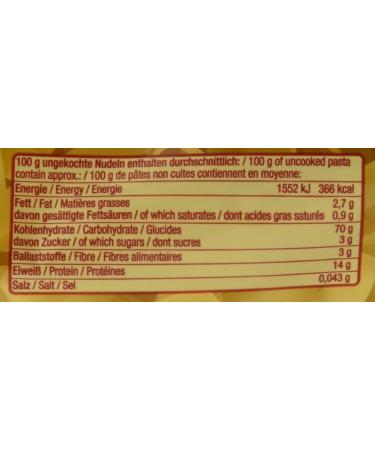 100 g ungekochte Nudeln enthalten durchschnittlich: / 100 g of uncooked pasta
contain approx.: / 100 g de pâtes non cuites contiennent en moyenne:
Energie / Energy / Energie 1552 kJ 366 kcal
Fett / Fat / Matières grasses 2,7 g
davon gesättigte Fettsäuren / of which saturates / dont acides gras saturés 0,9 g
Kohlenhydrate / Carbohydrate / Glucides 70 g
davon Zucker / of which sugars / dont sucres 3 g
Ballaststoffe / Fibre / Fibres alimentaires 3 g
Eiweiß / Protein / Protéines 14 g
Salz / Salt / Sel 0,043 g